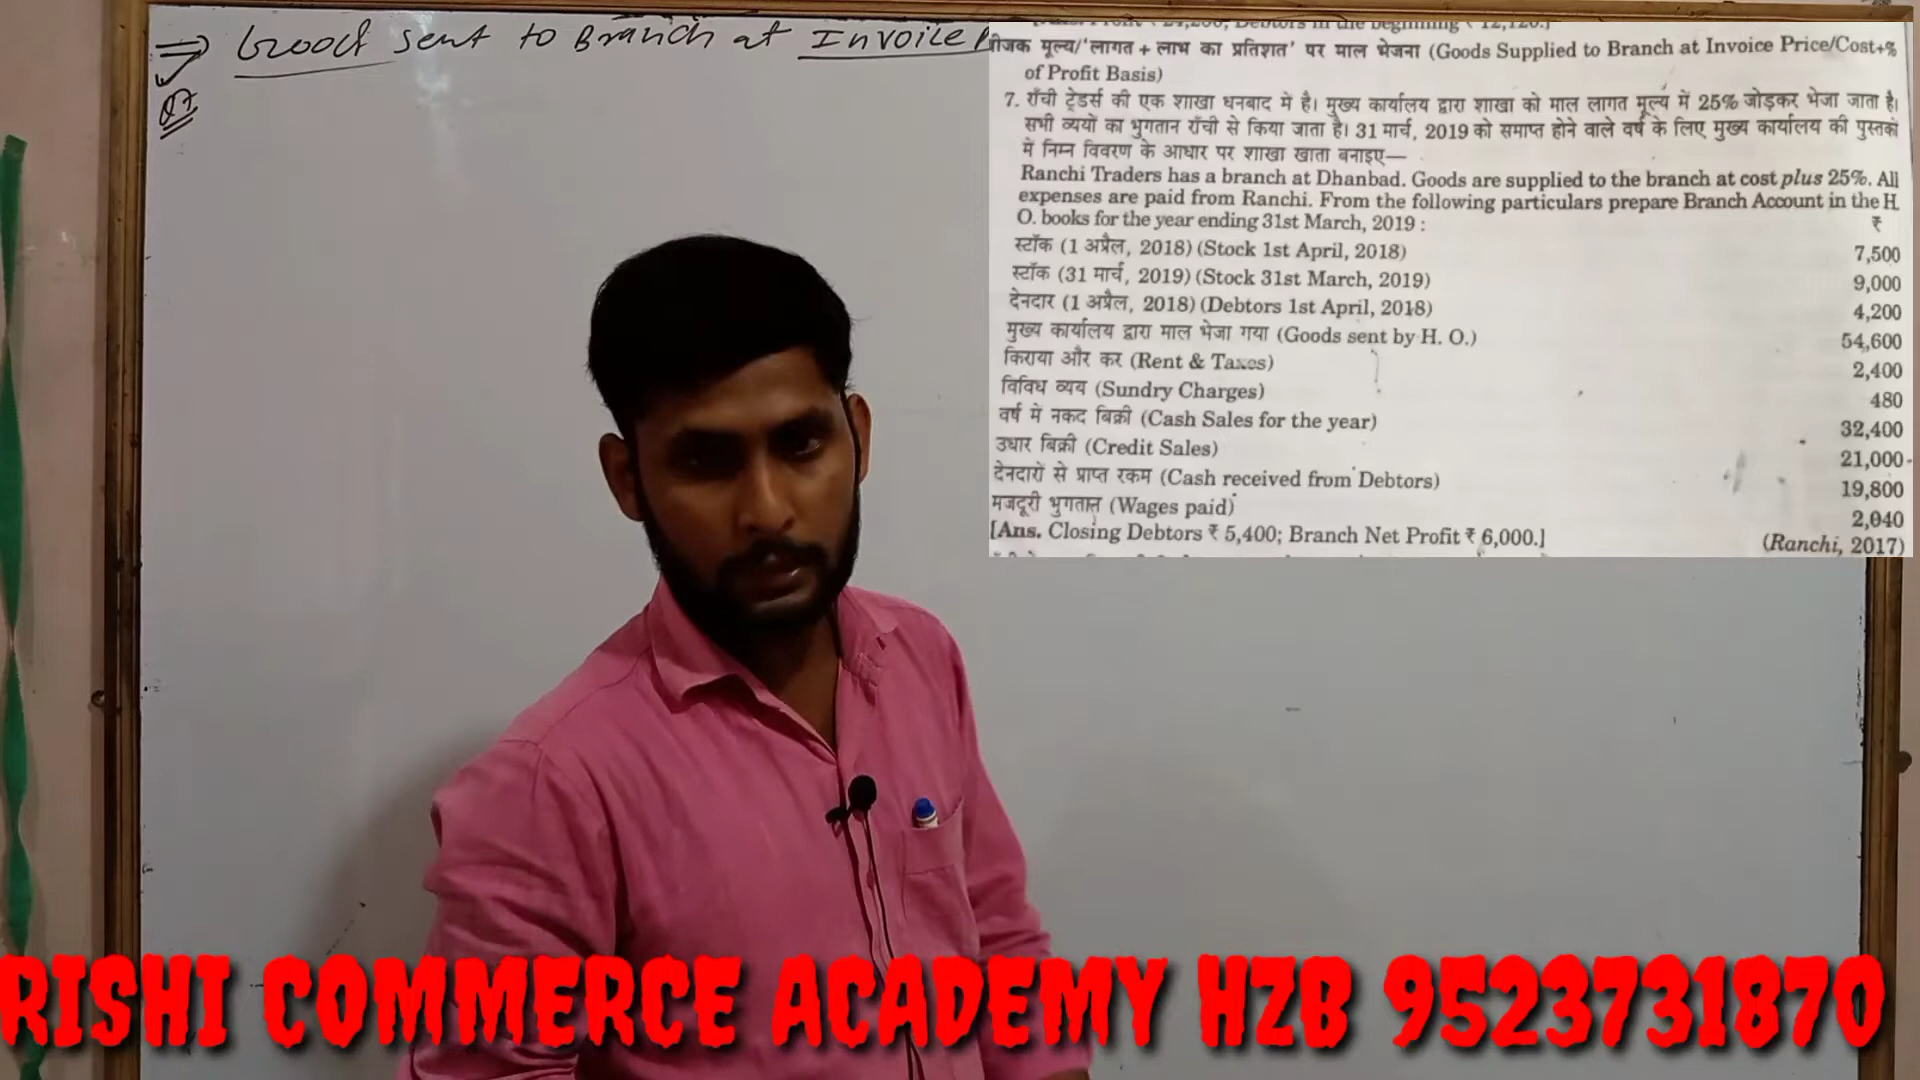 ⇒ Good sent to Branch at Invoice
Q7
बीजक मूल्य/'लागत + लाभ का प्रतिशत' पर माल भेजना (Goods Supplied to Branch at Invoice Price/Cost+%
of Profit Basis)
7. राँची ट्रेडर्स की एक शाखा धनबाद में है। मुख्य कार्यालय द्वारा शाखा को माल लागत मूल्य में 25% जोड़कर भेजा जाता है।
सभी व्ययों का भुगतान राँची से किया जाता है। 31 मार्च, 2019 को समाप्त होने वाले वर्ष के लिए मुख्य कार्यालय की पुस्तकों
में निम्न विवरण के आधार पर शाखा खाता बनाइए—
Ranchi Traders has a branch at Dhanbad. Goods are supplied to the branch at cost plus 25%. All
expenses are paid from Ranchi. From the following particulars prepare Branch Account in the H.
O. books for the year ending 31st March, 2019 : ₹
स्टॉक (1 अप्रैल, 2018) (Stock 1st April, 2018) 7,500
स्टॉक (31 मार्च, 2019) (Stock 31st March, 2019) 9,000
देनदार (1 अप्रैल, 2018) (Debtors 1st April, 2018) 4,200
मुख्य कार्यालय द्वारा माल भेजा गया (Goods sent by H. O.) 54,600
किराया और कर (Rent & Taxes) 2,400
विविध व्यय (Sundry Charges) 480
वर्ष में नकद बिक्री (Cash Sales for the year) 32,400
उधार बिक्री (Credit Sales) 21,000
देनदारों से प्राप्त रकम (Cash received from Debtors) 19,800
मजदूरी भुगतान (Wages paid) 2,040
[Ans. Closing Debtors ₹ 5,400; Branch Net Profit ₹ 6,000.] (Ranchi, 2017)
RISHI COMMERCE ACADEMY HZB 9523731870